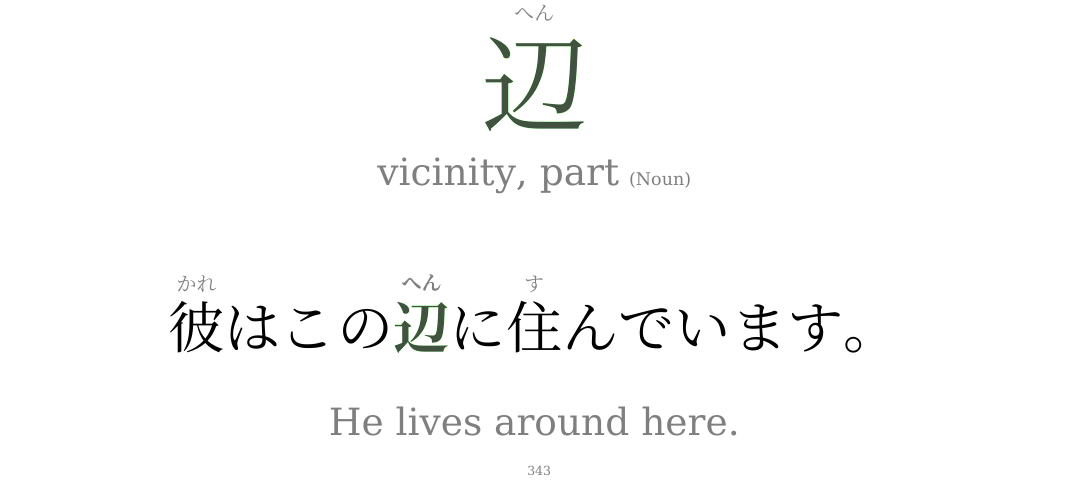 へん
辺
vicinity, part (Noun)
かれ へん す
彼はこの辺に住んでいます。
He lives around here.
343